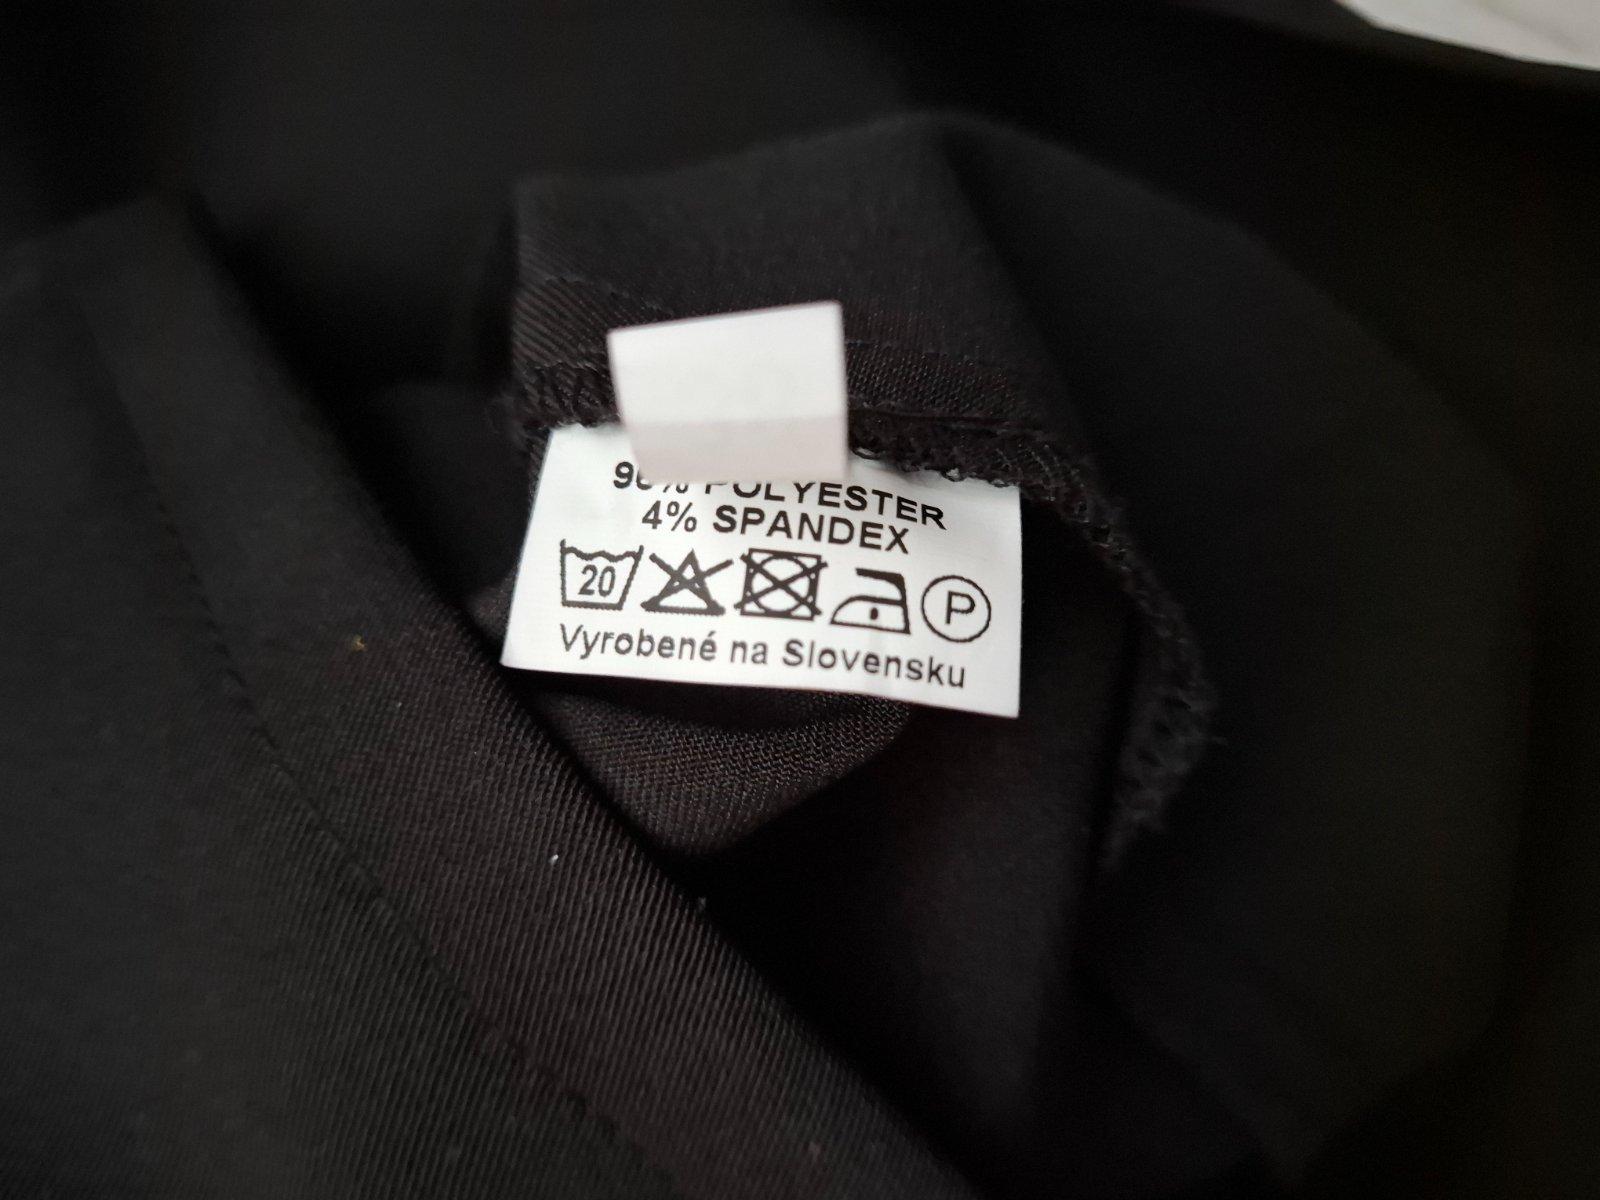 96% POLYESTER
4% SPANDEX
20 P
Vyrobené na Slovensku